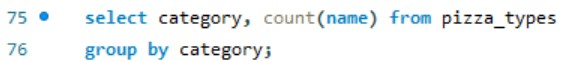 75 ● select category, count(name) from pizza_types
76 group by category;